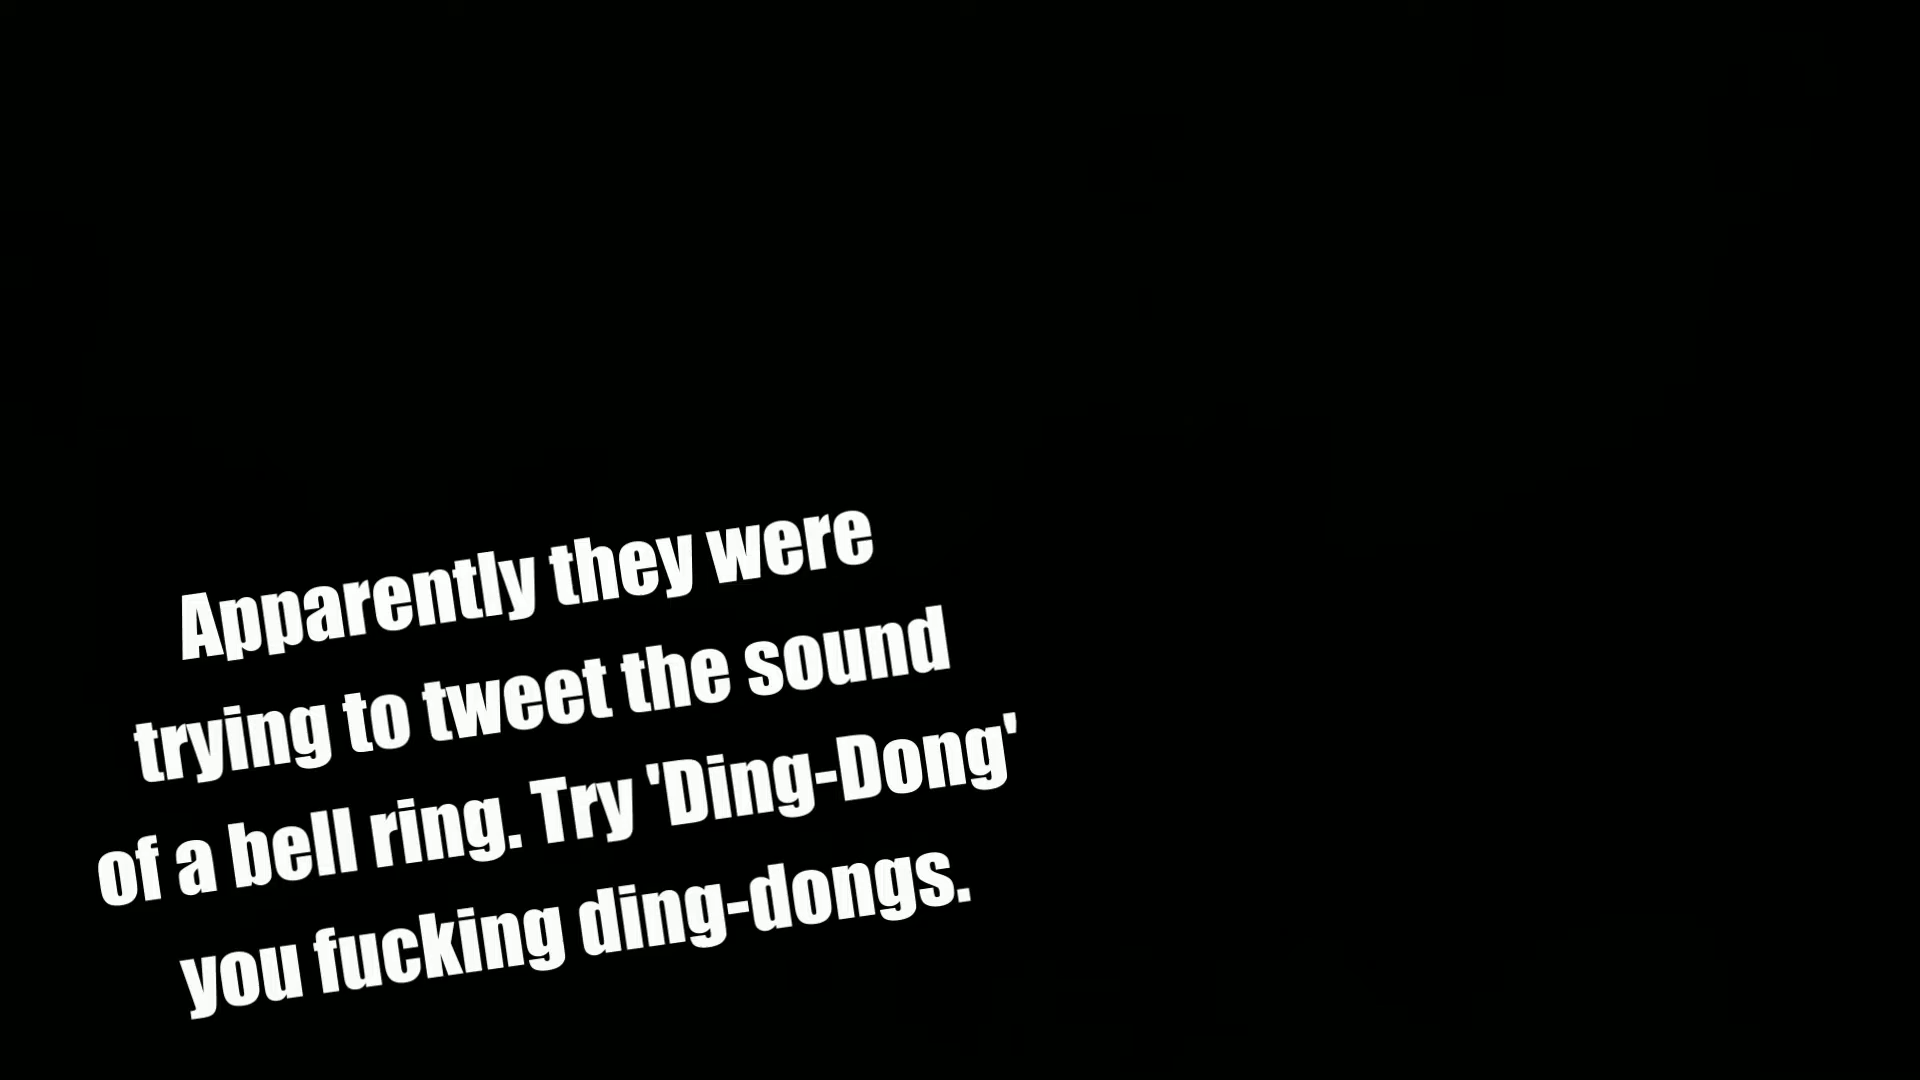 Apparently they were
trying to tweet the sound
of a bell ring. Try 'Ding-Dong'
you fucking ding-dongs.